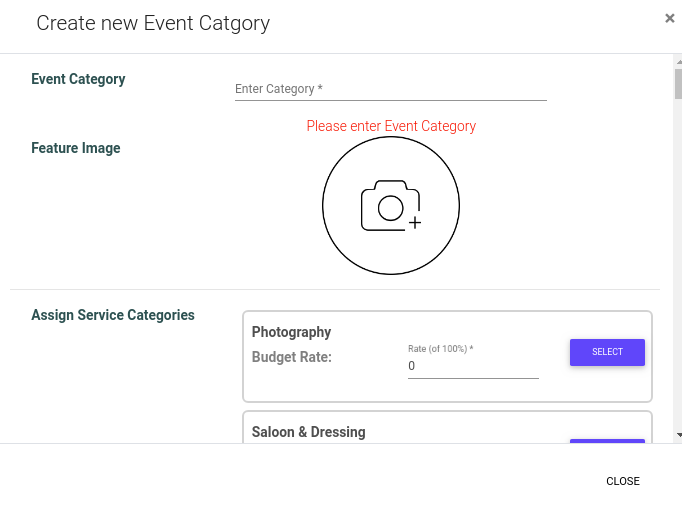 Create new Event Catgory
×
Event Category
Enter Category *
Please enter Event Category
Feature Image
Assign Service Categories
Photography
Budget Rate:
Rate (of 100%) *
0
SELECT
Saloon & Dressing
CLOSE